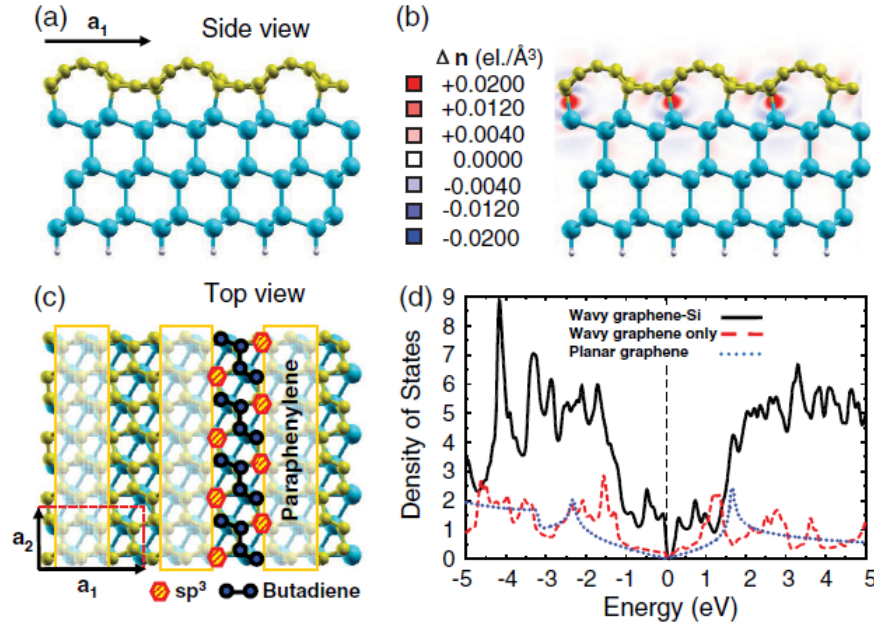 (a)
Side view
a1
(b)
Δ n (el./Å³)
+0.0200
+0.0120
+0.0040
0.0000
-0.0040
-0.0120
-0.0200
(c)
Top view
Paraphenylene
a2
a1
sp³
Butadiene
(d)
Wavy graphene-Si
Wavy graphene only
Planar graphene
Density of States
9
8
7
6
5
4
3
2
1
0
-5 -4 -3 -2 -1 0 1 2 3 4 5
Energy (eV)